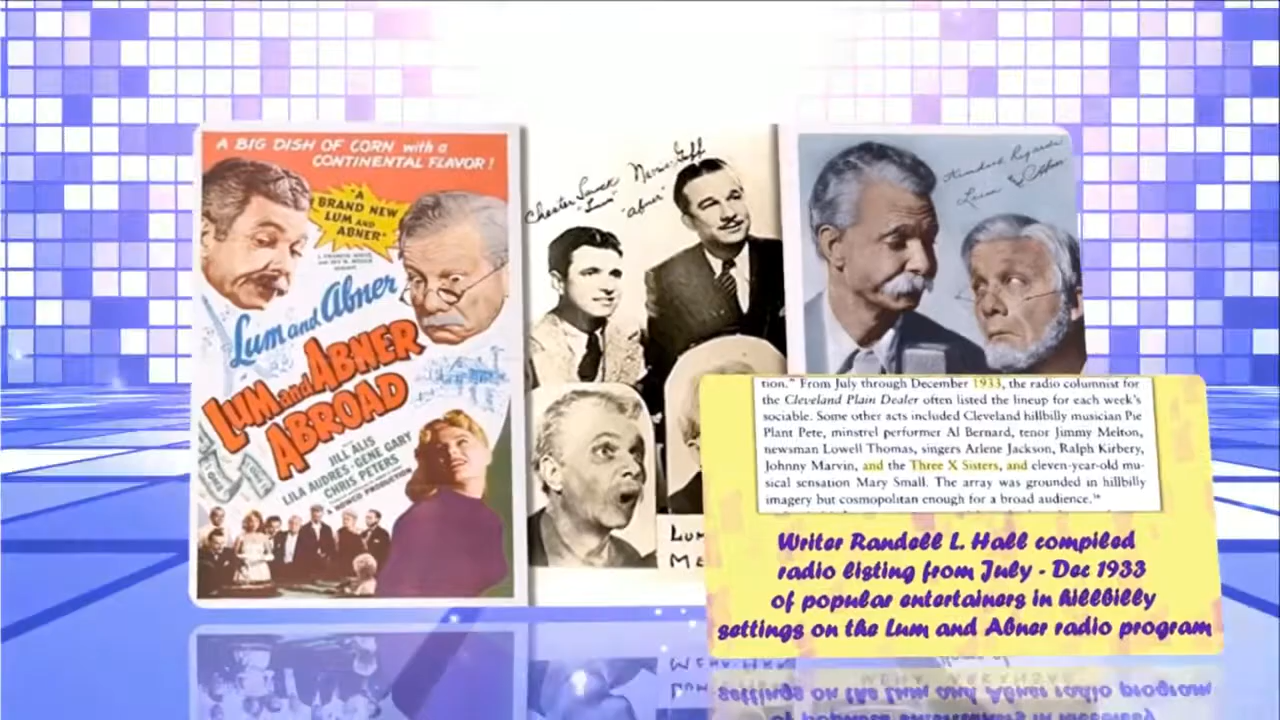 A BIG DISH OF CORN with a
CONTINENTAL FLAVOR!
"A
BRAND NEW
LUM AND
ABNER"
Lum and Abner
LUM and ABNER
ABROAD
JILL ALIS
LILA AUDRES · GENE GARY
CHRIS PETERS
A NOWCO PRODUCTION
"Lum" "abner"
Lum
ME
tion." From July through December 1933, the radio columnist for
the Cleveland Plain Dealer often listed the lineup for each week's
sociable. Some other acts included Cleveland hillbilly musician Pie
Plant Pete, minstrel performer Al Bernard, tenor Jimmy Melton,
newsman Lowell Thomas, singers Arlene Jackson, Ralph Kirbery,
Johnny Marvin, and the Three X Sisters, and eleven-year-old mu-
sical sensation Mary Small. The array was grounded in hillbilly
imagery but cosmopolitan enough for a broad audience."
Writer Randell L. Hall compiled
radio listing from July - Dec 1933
of popular entertainers in hillbilly
settings on the Lum and Abner radio program